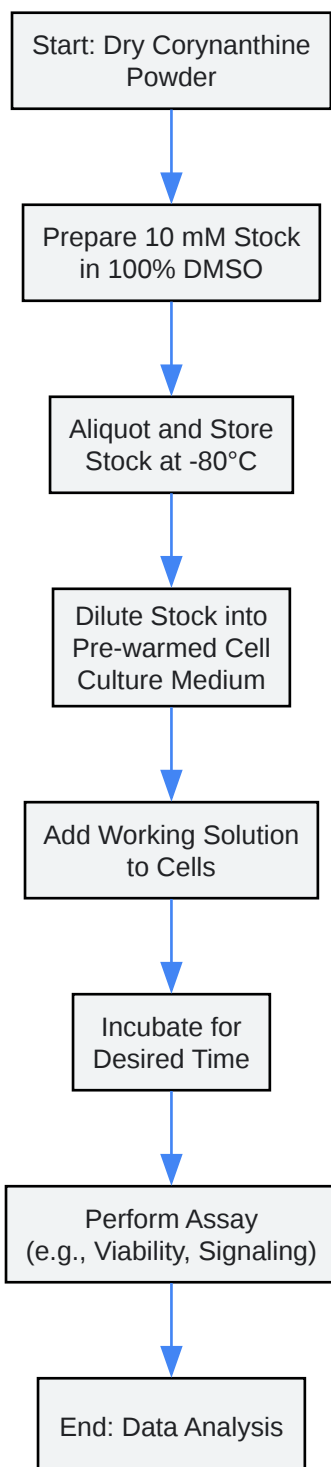 Start: Dry Corynanthine
Powder
Prepare 10 mM Stock
in 100% DMSO
Aliquot and Store
Stock at -80°C
Dilute Stock into
Pre-warmed Cell
Culture Medium
Add Working Solution
to Cells
Incubate for
Desired Time
Perform Assay
(e.g., Viability, Signaling)
End: Data Analysis